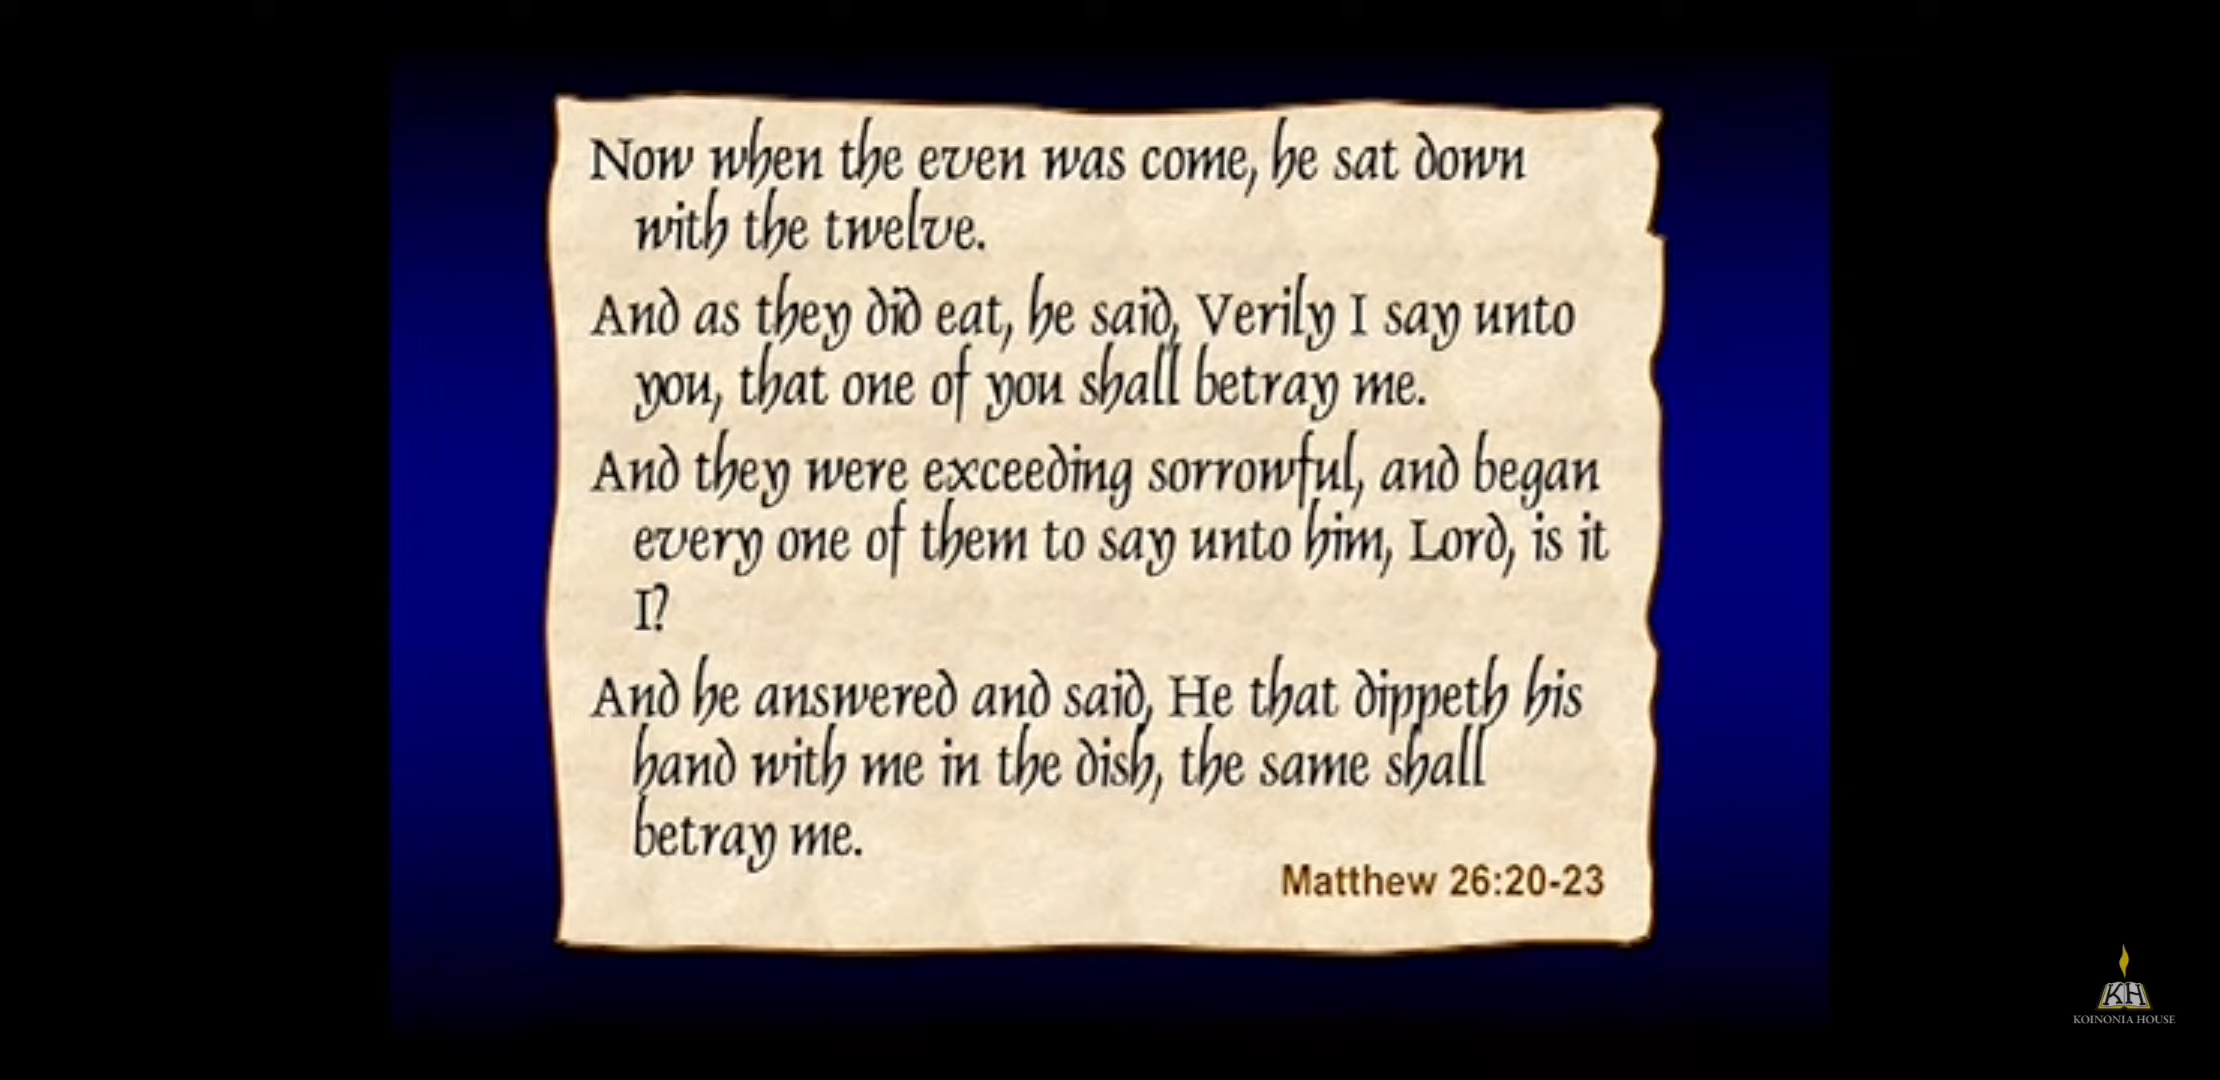 Now when the even was come, he sat down
with the twelve.
And as they did eat, he said, Verily I say unto
you, that one of you shall betray me.
And they were exceeding sorrowful, and began
every one of them to say unto him, Lord, is it
I?
And he answered and said, He that dippeth his
hand with me in the dish, the same shall
betray me.
Matthew 26:20-23
KH
KOINONIA HOUSE